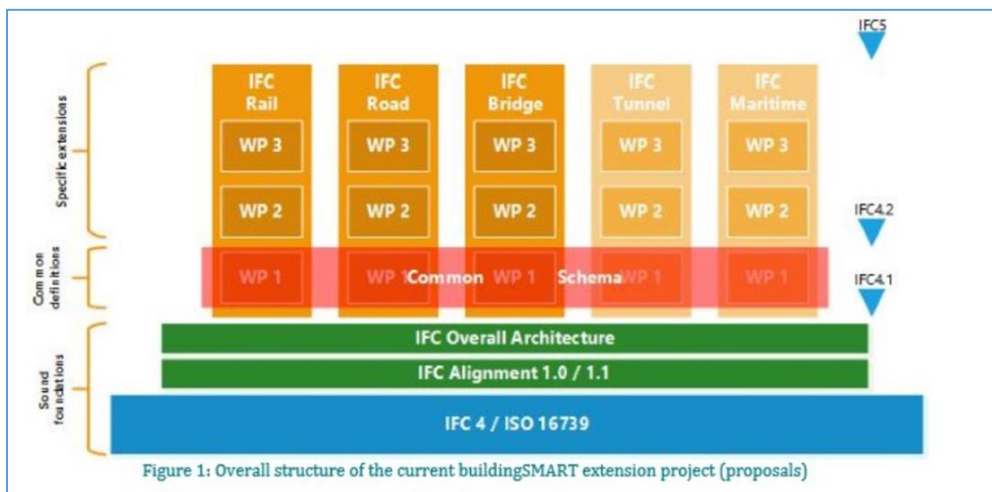 IFC5
IFC
Rail
IFC
Road
IFC
Bridge
IFC
Tunnel
IFC
Maritime
WP 3
WP 3
WP 3
WP 3
WP 3
WP 2
WP 2
WP 2
WP 2
WP 2
IFC4.2
WP 1
WP 1
WP 1
WP 1
WP 1
Common Schema
IFC4.1
Specific extensions
Common
definitions
Sound
foundations
IFC Overall Architecture
IFC Alignment 1.0 / 1.1
IFC 4 / ISO 16739
Figure 1: Overall structure of the current buildingSMART extension project (proposals)